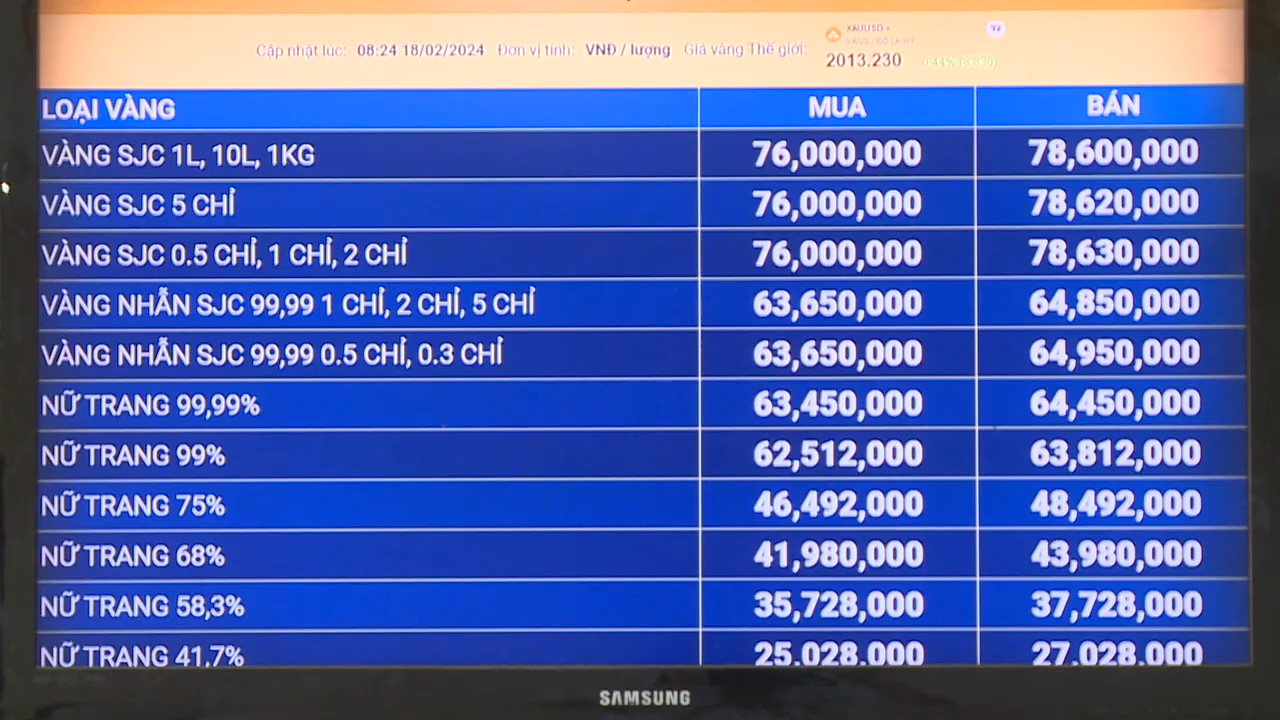 Cập nhật lúc: 08:24 18/02/2024 Đơn vị tính: VNĐ / lượng Giá vàng Thế giới:
XAUUSD
VÀNG / ĐÔ LA MỸ
2013.230
LOẠI VÀNG MUA BÁN
VÀNG SJC 1L, 10L, 1KG 76,000,000 78,600,000
VÀNG SJC 5 CHỈ 76,000,000 78,620,000
VÀNG SJC 0.5 CHỈ, 1 CHỈ, 2 CHỈ 76,000,000 78,630,000
VÀNG NHẪN SJC 99,99 1 CHỈ, 2 CHỈ, 5 CHỈ 63,650,000 64,850,000
VÀNG NHẪN SJC 99,99 0.5 CHỈ, 0.3 CHỈ 63,650,000 64,950,000
NỮ TRANG 99,99% 63,450,000 64,450,000
NỮ TRANG 99% 62,512,000 63,812,000
NỮ TRANG 75% 46,492,000 48,492,000
NỮ TRANG 68% 41,980,000 43,980,000
NỮ TRANG 58,3% 35,728,000 37,728,000
NỮ TRANG 41,7% 25,028,000 27,028,000
SAMSUNG